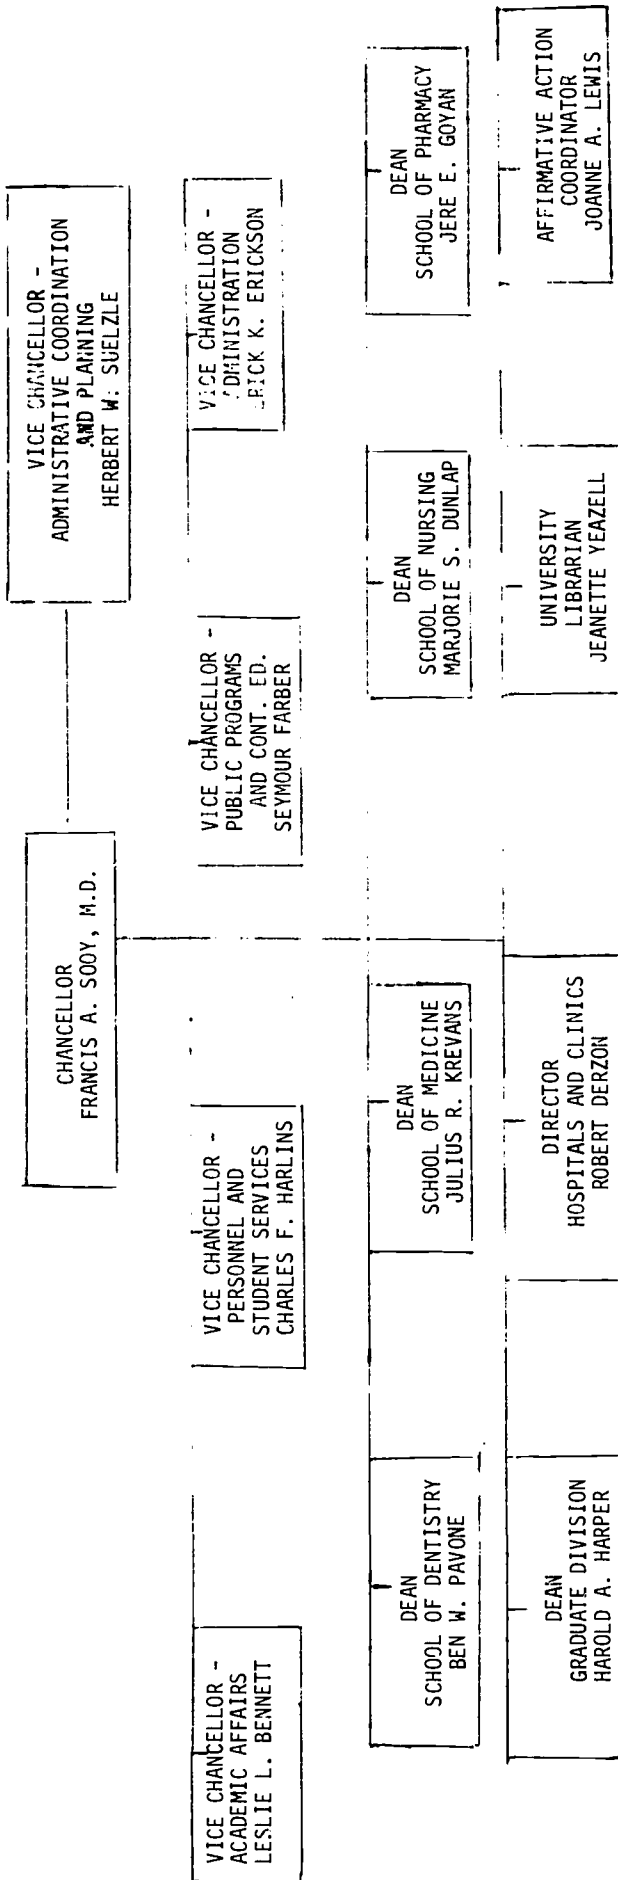 CHANCELLOR
FRANCIS A. SOOY, M.D.
VICE CHANCELLOR -
ADMINISTRATIVE COORDINATION
AND PLANNING
HERBERT W. SUELZLE
VICE CHANCELLOR -
ACADEMIC AFFAIRS
LESLIE L. BENNETT
VICE CHANCELLOR -
PERSONNEL AND
STUDENT SERVICES
CHARLES F. HARLINS
VICE CHANCELLOR -
PUBLIC PROGRAMS
AND CONT. ED.
SEYMOUR FARBER
VICE CHANCELLOR -
ADMINISTRATION
ERICK K. ERICKSON
DEAN
SCHOOL OF DENTISTRY
BEN W. PAVONE
DEAN
SCHOOL OF MEDICINE
JULIUS R. KREVANS
DEAN
SCHOOL OF NURSING
MARJORIE S. DUNLAP
DEAN
SCHOOL OF PHARMACY
JERE E. GOYAN
DEAN
GRADUATE DIVISION
HAROLD A. HARPER
DIRECTOR
HOSPITALS AND CLINICS
ROBERT DERZON
UNIVERSITY
LIBRARIAN
JEANETTE YEAZELL
AFFIRMATIVE ACTION
COORDINATOR
JOANNE A. LEWIS